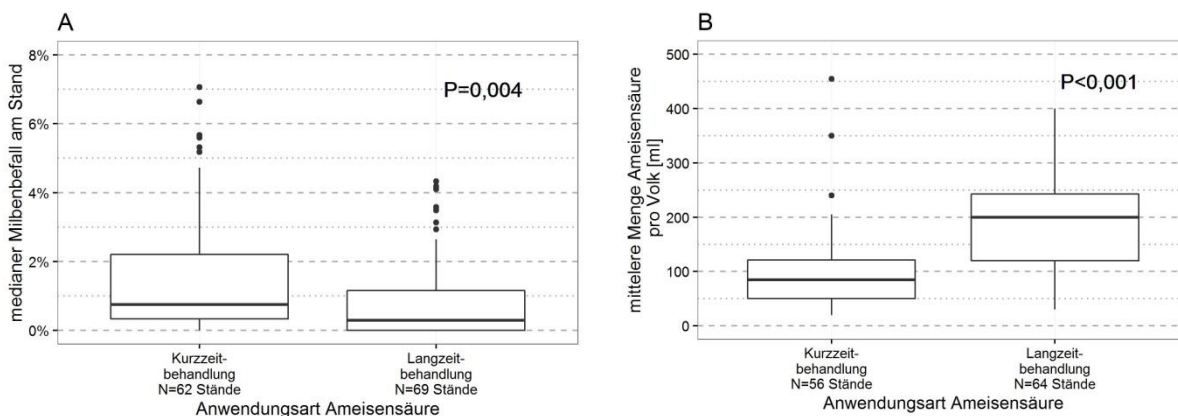 A
medianer Milbenbefall am Stand
8%
6%
4%
2%
0%
P=0,004
Kurzzeit-
behandlung
N=62 Stände
Langzeit-
behandlung
N=69 Stände
Anwendungsart Ameisensäure
B
mittelere Menge Ameisensäure
pro Volk [ml]
500
400
300
200
100
0
P<0,001
Kurzzeit-
behandlung
N=56 Stände
Langzeit-
behandlung
N=64 Stände
Anwendungsart Ameisensäure